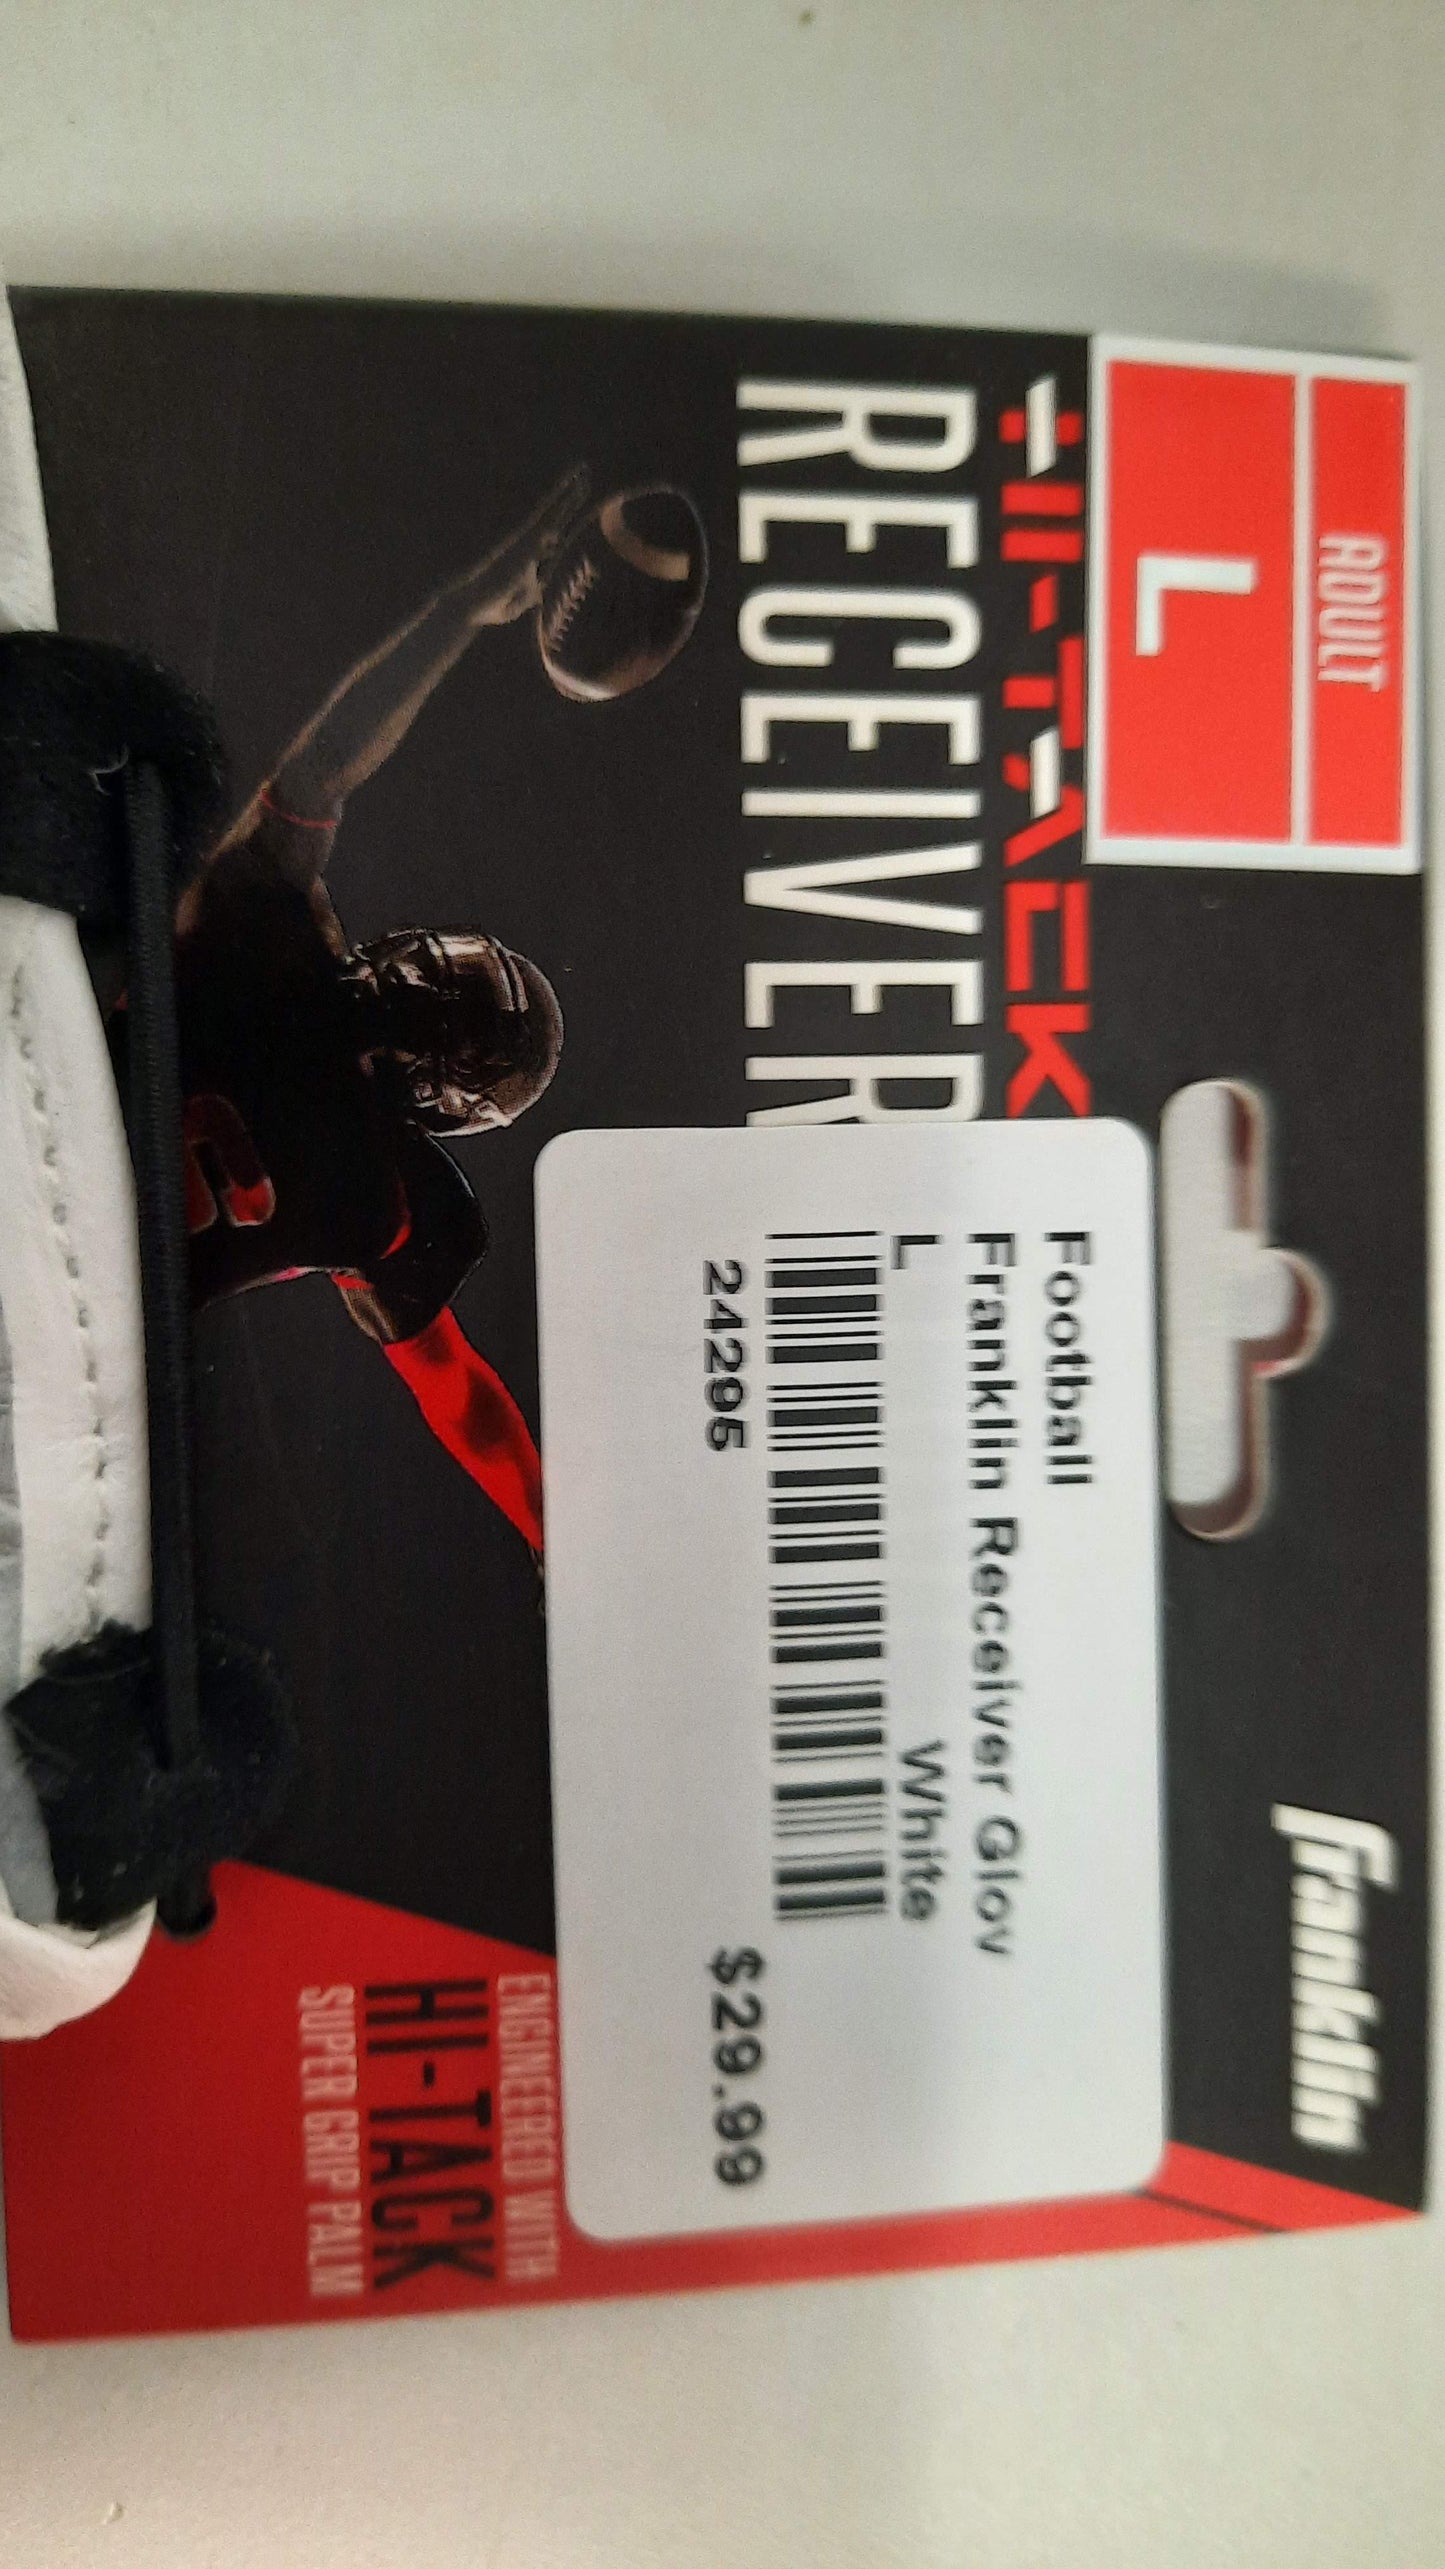 ADULT
L
Franklin
HI-TACK
RECEIVER
Football
Franklin Receiver Glov
L White
24295 $29.99
ENGINEERED WITH
HI-TACK
SUPER GRIP PALM